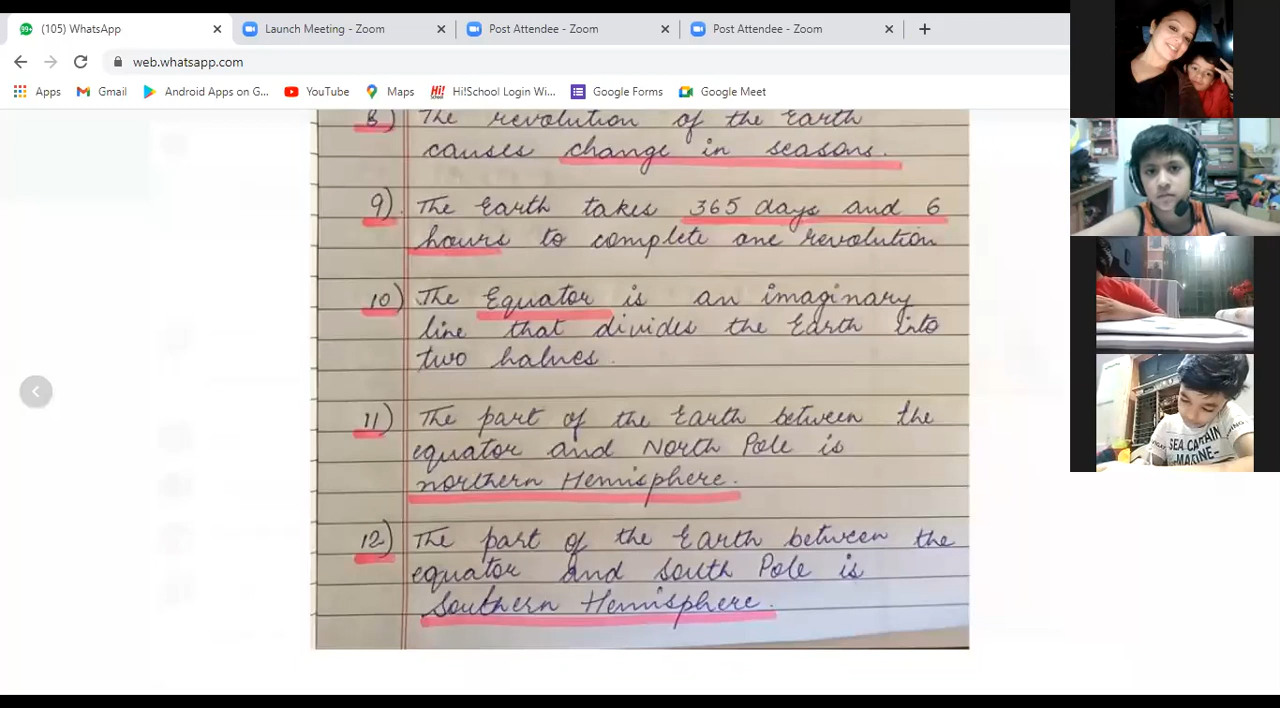 99+
(105) WhatsApp
Launch Meeting - Zoom
Post Attendee - Zoom
Post Attendee - Zoom
web.whatsapp.com
Apps
Gmail
Android Apps on G...
YouTube
Maps
Hi!
Hi!School Login Wi...
Google Forms
Google Meet
8) The revolution of the Earth
causes change in seasons.
9). The Earth takes 365 days and 6
hours to complete one revolution
10) The Equator is an imaginary
line that divides the Earth into
two halves.
11) The part of the Earth between the
equator and North Pole is
northern Hemisphere.
12) The part of the Earth between the
equator and south Pole is
southern Hemisphere.
SEA CAPTAIN
-MARINE-